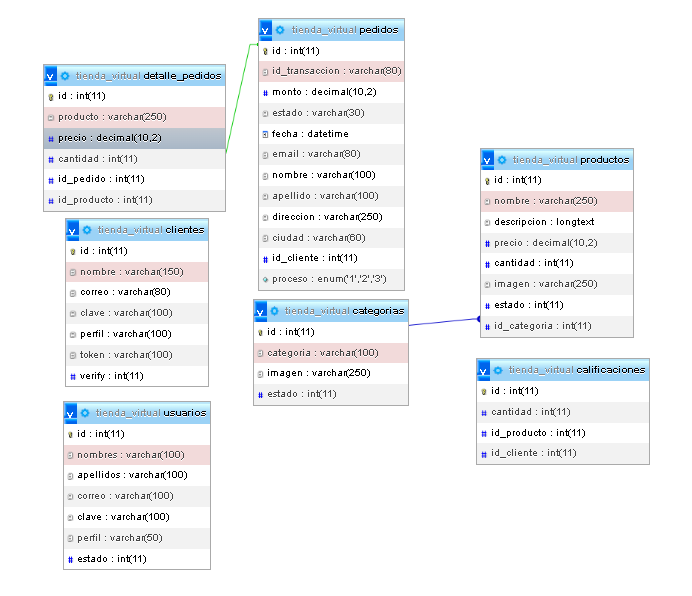 tienda_virtual detalle_pedidos
id : int(11)
producto : varchar(250)
precio : decimal(10,2)
cantidad : int(11)
id_pedido : int(11)
id_producto : int(11)
tienda_virtual pedidos
id : int(11)
id_transaccion : varchar(80)
monto : decimal(10,2)
estado : varchar(30)
fecha : datetime
email : varchar(80)
nombre : varchar(100)
apellido : varchar(100)
direccion : varchar(250)
ciudad : varchar(60)
id_cliente : int(11)
proceso : enum('1','2','3')
tienda_virtual productos
id : int(11)
nombre : varchar(250)
descripcion : longtext
precio : decimal(10,2)
cantidad : int(11)
imagen : varchar(250)
estado : int(11)
id_categoria : int(11)
tienda_virtual clientes
id : int(11)
nombre : varchar(150)
correo : varchar(80)
clave : varchar(100)
perfil : varchar(100)
token : varchar(100)
verify : int(11)
tienda_virtual categorias
id : int(11)
categoria : varchar(100)
imagen : varchar(250)
estado : int(11)
tienda_virtual calificaciones
id : int(11)
cantidad : int(11)
id_producto : int(11)
id_cliente : int(11)
tienda_virtual usuarios
id : int(11)
nombres : varchar(100)
apellidos : varchar(100)
correo : varchar(100)
clave : varchar(100)
perfil : varchar(50)
estado : int(11)